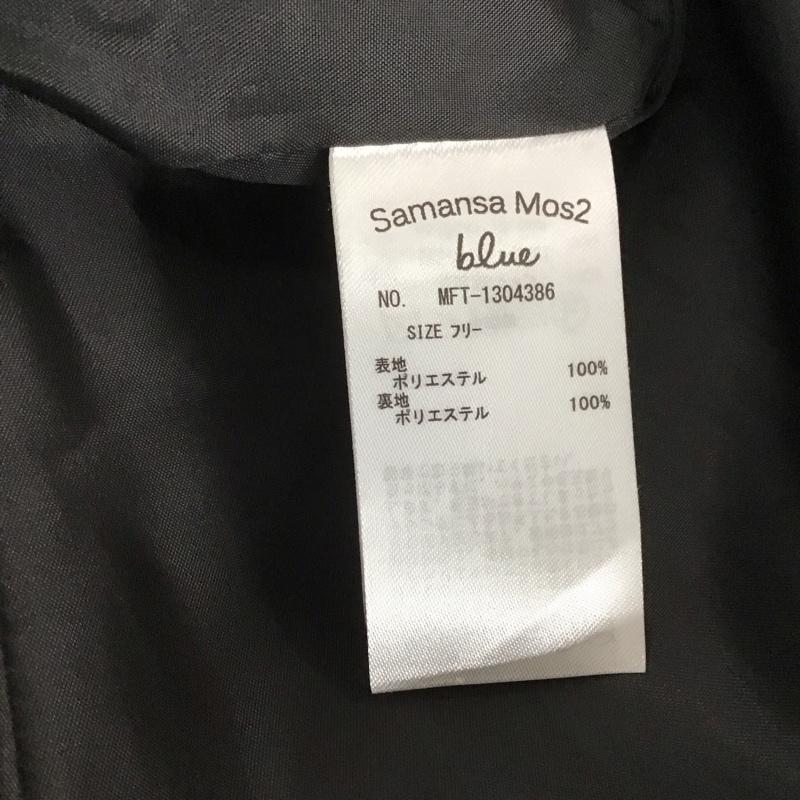 Samansa Mos2
blue
NO. MFT-1304386
SIZE フリー
表地
ポリエステル 100%
裏地
ポリエステル 100%